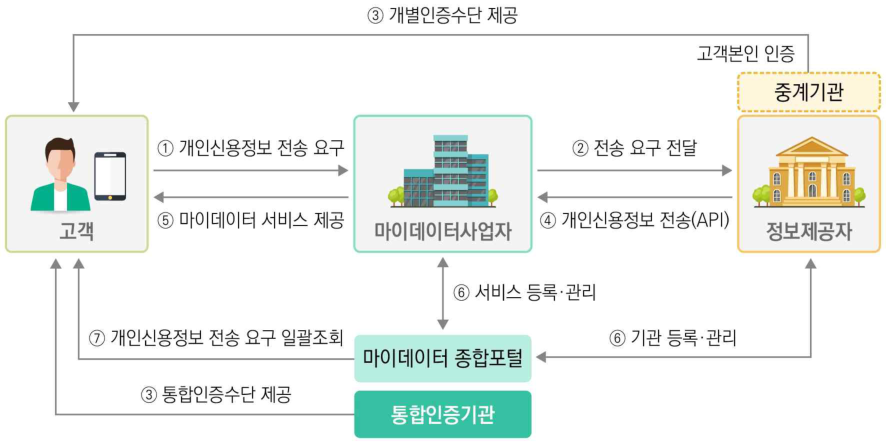 ③ 개별인증수단 제공
고객본인 인증
중계기관
① 개인신용정보 전송 요구
② 전송 요구 전달
⑤ 마이데이터 서비스 제공
④ 개인신용정보 전송(API)
고객
마이데이터사업자
정보제공자
⑥ 서비스 등록·관리
⑦ 개인신용정보 전송 요구 일괄조회
마이데이터 종합포털
⑥ 기관 등록·관리
③ 통합인증수단 제공
통합인증기관